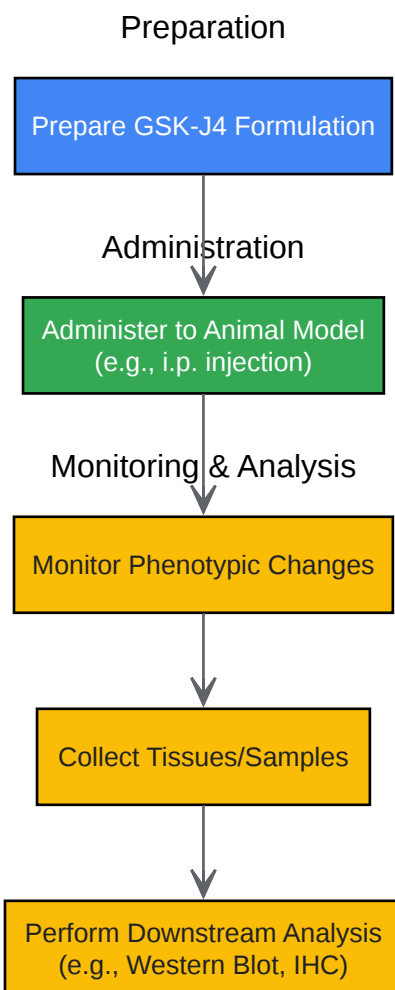 Preparation
Prepare GSK-J4 Formulation
Administration
Administer to Animal Model
(e.g., i.p. injection)
Monitoring & Analysis
Monitor Phenotypic Changes
Collect Tissues/Samples
Perform Downstream Analysis
(e.g., Western Blot, IHC)